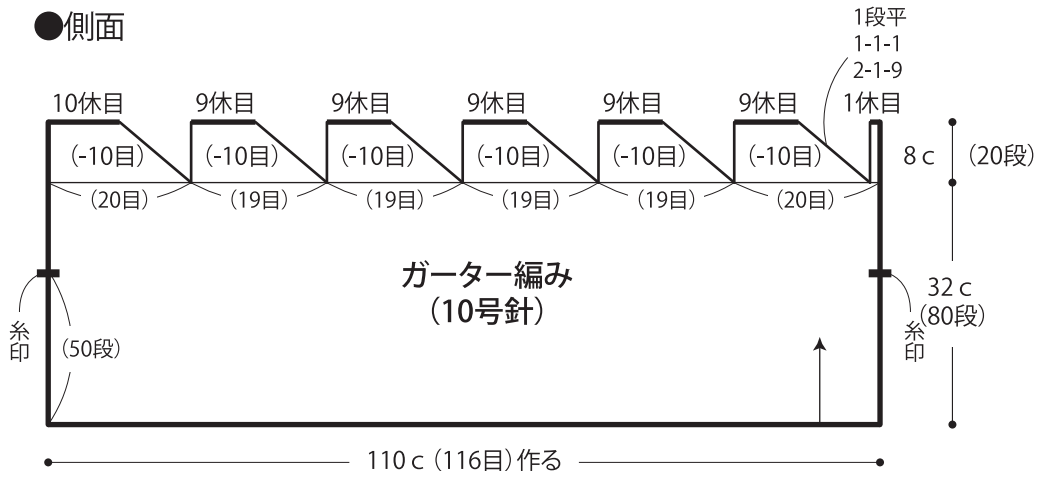 ●側面
1段平
1-1-1
2-1-9
10休目 9休目 9休目 9休目 9休目 9休目 1休目
(-10目) (-10目) (-10目) (-10目) (-10目) (-10目)
8c (20段)
(20目) (19目) (19目) (19目) (19目) (20目)
ガーター編み
(10号針)
糸印
(50段)
糸印
32c
(80段)
110c (116目)作る